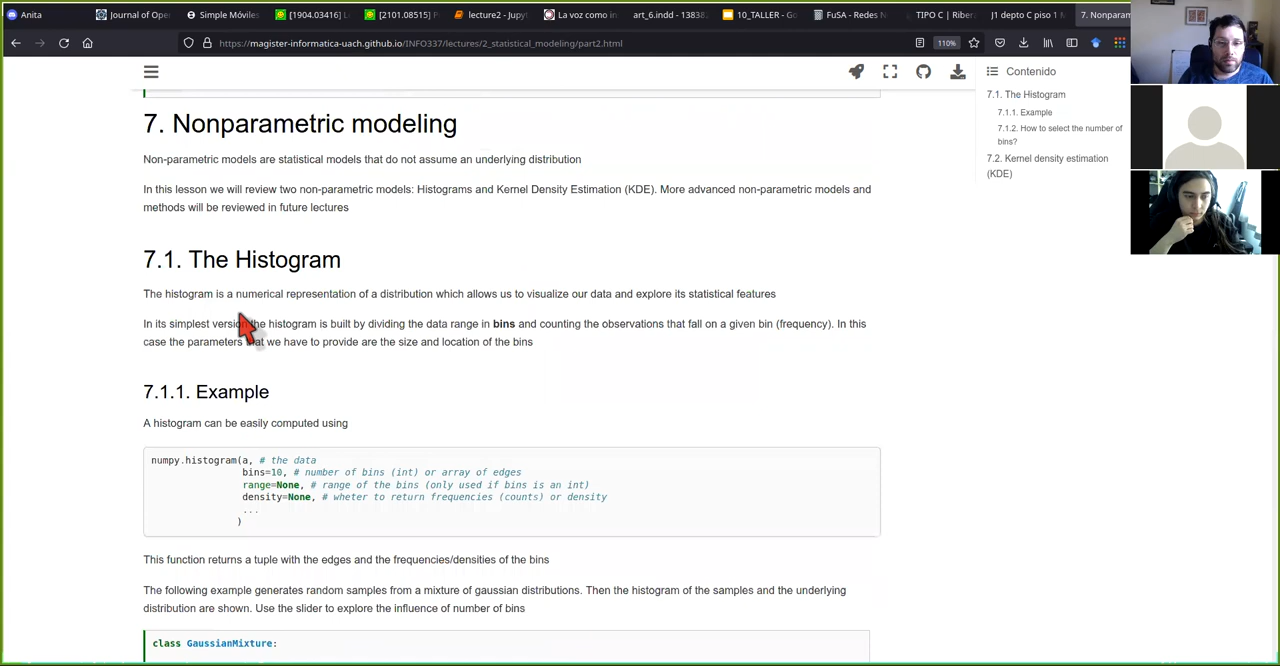 Anita
Journal of Ope
Simple Móviles
[1904.03416] L
[2101.08515] P
lecture2 - Jupyt
La voz como in
art_6.indd - 1383
10_TALLER - Go
FuSA - Redes N
TIPO C | Ribera
J1 depto C piso 1
7. Nonparam
https://magister-informatica-uach.github.io/INFO337/lectures/2_statistical_modeling/part2.html
110%
7. Nonparametric modeling
Non-parametric models are statistical models that do not assume an underlying distribution
In this lesson we will review two non-parametric models: Histograms and Kernel Density Estimation (KDE). More advanced non-parametric models and
methods will be reviewed in future lectures
7.1. The Histogram
The histogram is a numerical representation of a distribution which allows us to visualize our data and explore its statistical features
In its simplest version the histogram is built by dividing the data range in bins and counting the observations that fall on a given bin (frequency). In this
case the parameters that we have to provide are the size and location of the bins
7.1.1. Example
A histogram can be easily computed using
numpy.histogram(a, # the data
bins=10, # number of bins (int) or array of edges
range=None, # range of the bins (only used if bins is an int)
density=None, # wheter to return frequencies (counts) or density
...
)
This function returns a tuple with the edges and the frequencies/densities of the bins
The following example generates random samples from a mixture of gaussian distributions. Then the histogram of the samples and the underlying
distribution are shown. Use the slider to explore the influence of number of bins
class GaussianMixture:
Contenido
7.1. The Histogram
7.1.1. Example
7.1.2. How to select the number of
bins?
7.2. Kernel density estimation
(KDE)